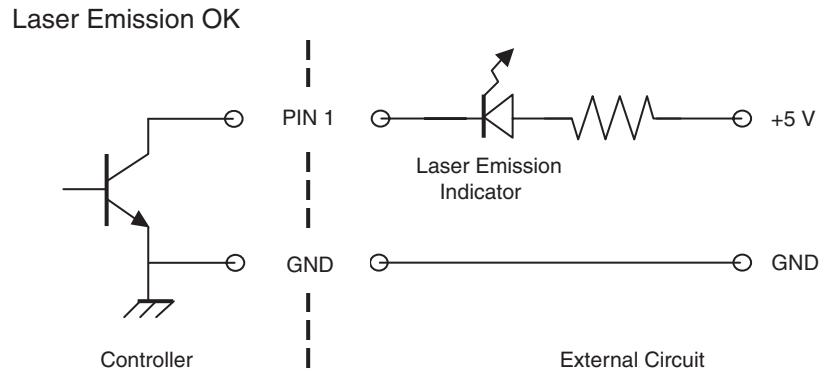 Laser Emission OK
PIN 1
+5 V
Laser Emission
Indicator
GND
GND
Controller
External Circuit